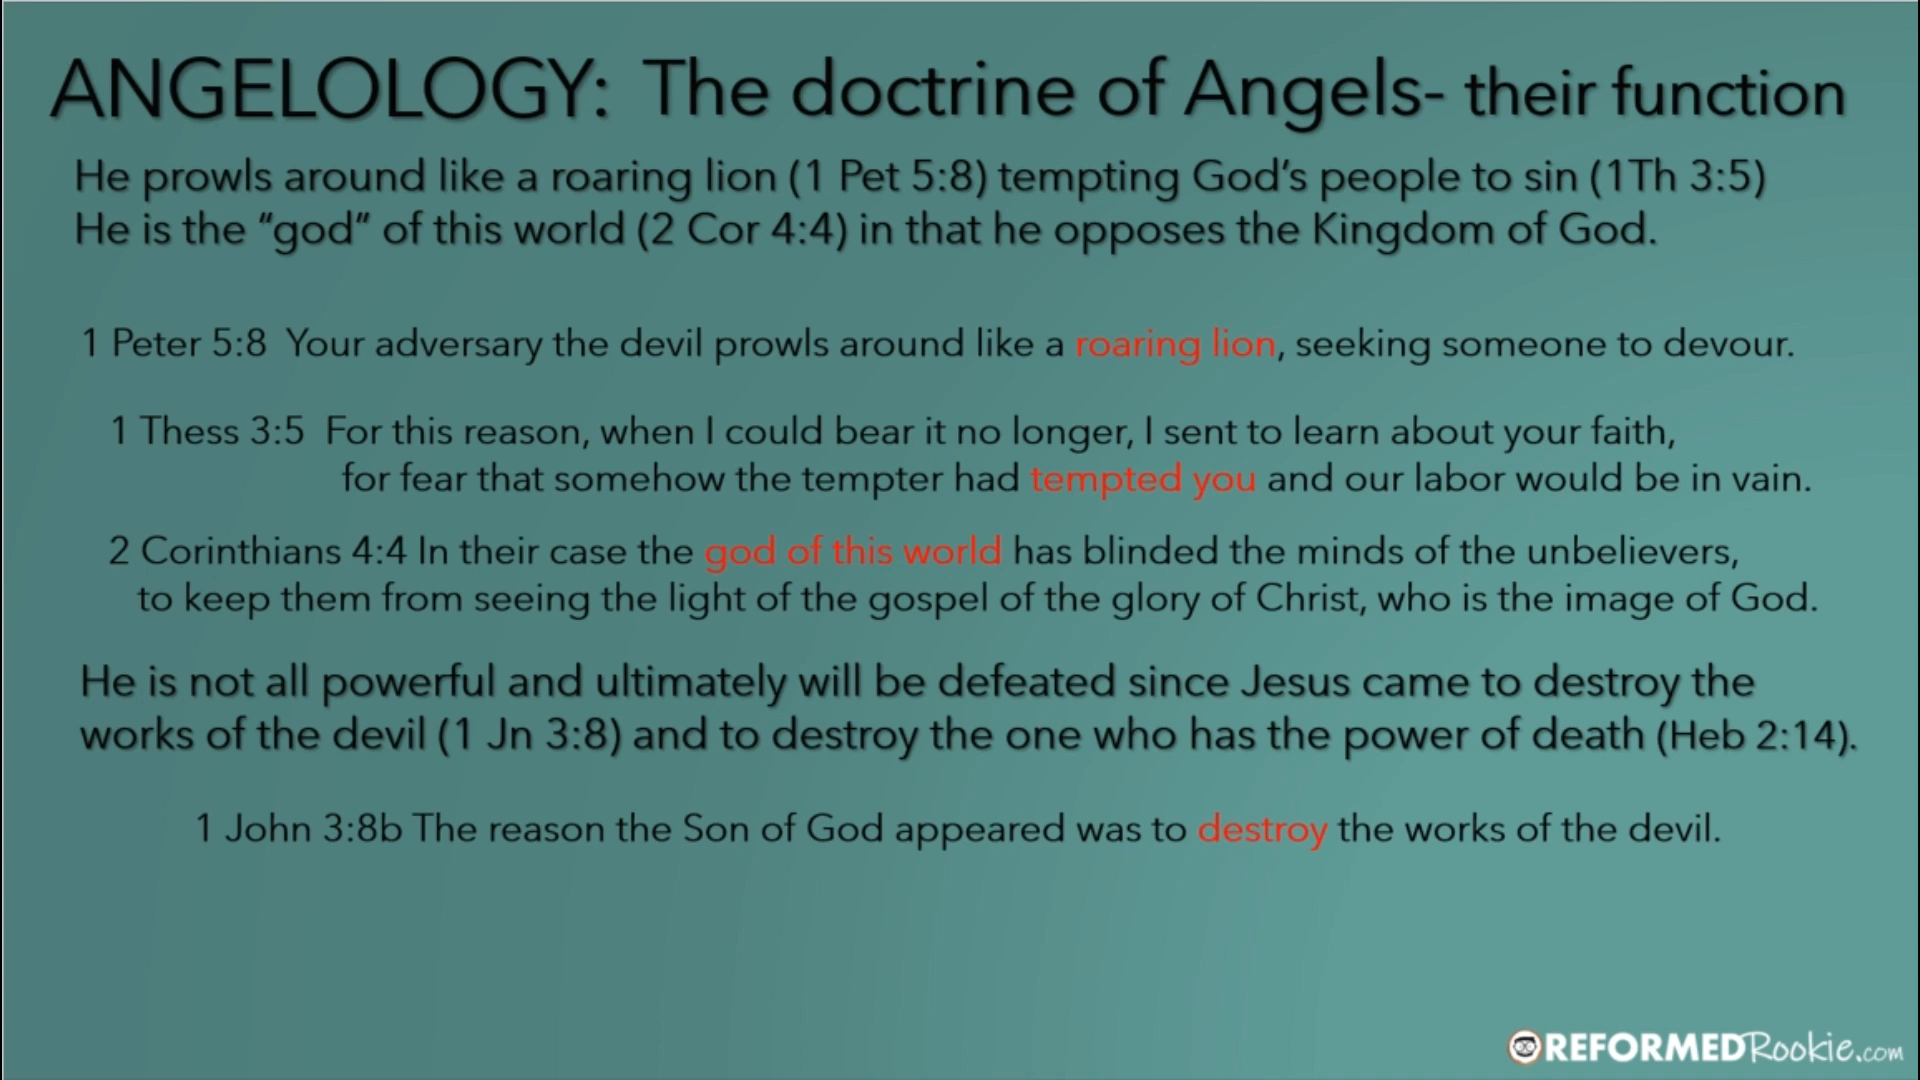 ANGELOLOGY: The doctrine of Angels- their function
He prowls around like a roaring lion (1 Pet 5:8) tempting God’s people to sin (1Th 3:5)
He is the “god” of this world (2 Cor 4:4) in that he opposes the Kingdom of God.
1 Peter 5:8 Your adversary the devil prowls around like a roaring lion, seeking someone to devour.
1 Thess 3:5 For this reason, when I could bear it no longer, I sent to learn about your faith,
for fear that somehow the tempter had tempted you and our labor would be in vain.
2 Corinthians 4:4 In their case the god of this world has blinded the minds of the unbelievers,
to keep them from seeing the light of the gospel of the glory of Christ, who is the image of God.
He is not all powerful and ultimately will be defeated since Jesus came to destroy the
works of the devil (1 Jn 3:8) and to destroy the one who has the power of death (Heb 2:14).
1 John 3:8b The reason the Son of God appeared was to destroy the works of the devil.
REFORMEDRookie.com